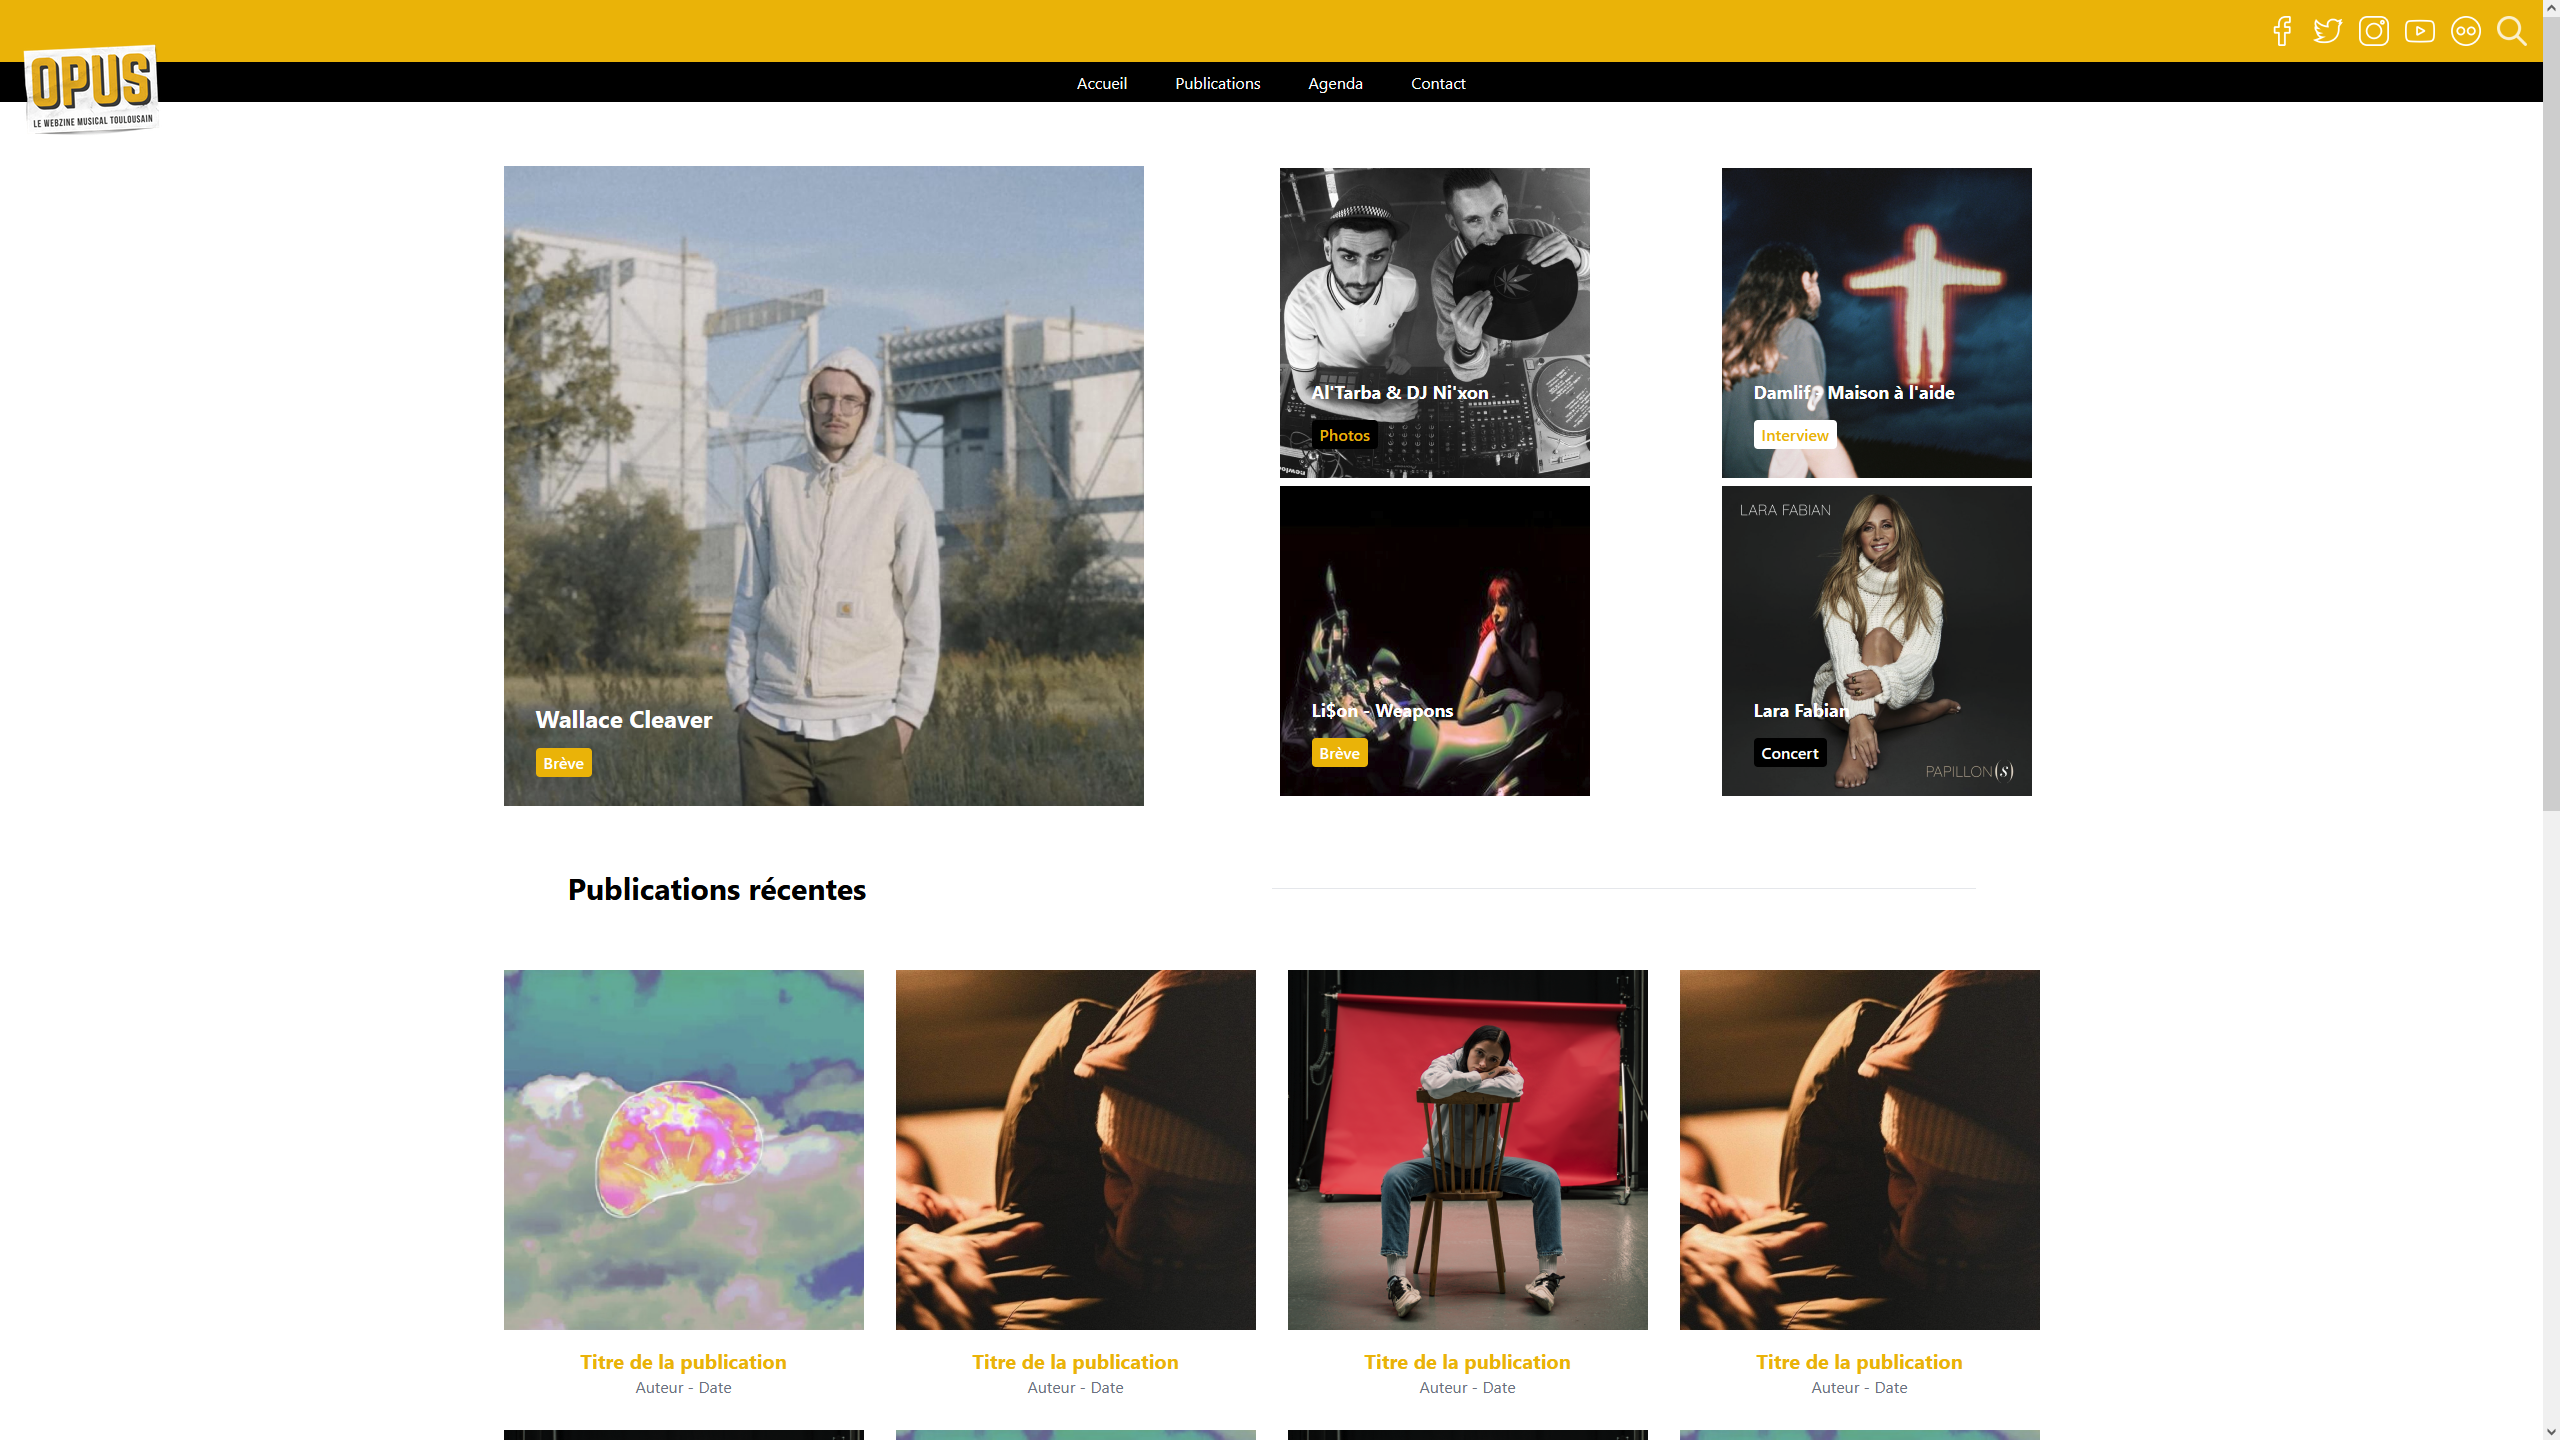 OPUS
LE WEBZINE MUSICAL TOULOUSAIN
Accueil
Publications
Agenda
Contact
Wallace Cleaver
Brève
Al'Tarba & DJ Ni'xon
Photos
Damlif - Maison à l'aide
Interview
Li$on - Weapons
Brève
LARA FABIAN
Lara Fabian
Concert
PAPILLON(s)
Publications récentes
Titre de la publication
Auteur - Date
Titre de la publication
Auteur - Date
Titre de la publication
Auteur - Date
Titre de la publication
Auteur - Date